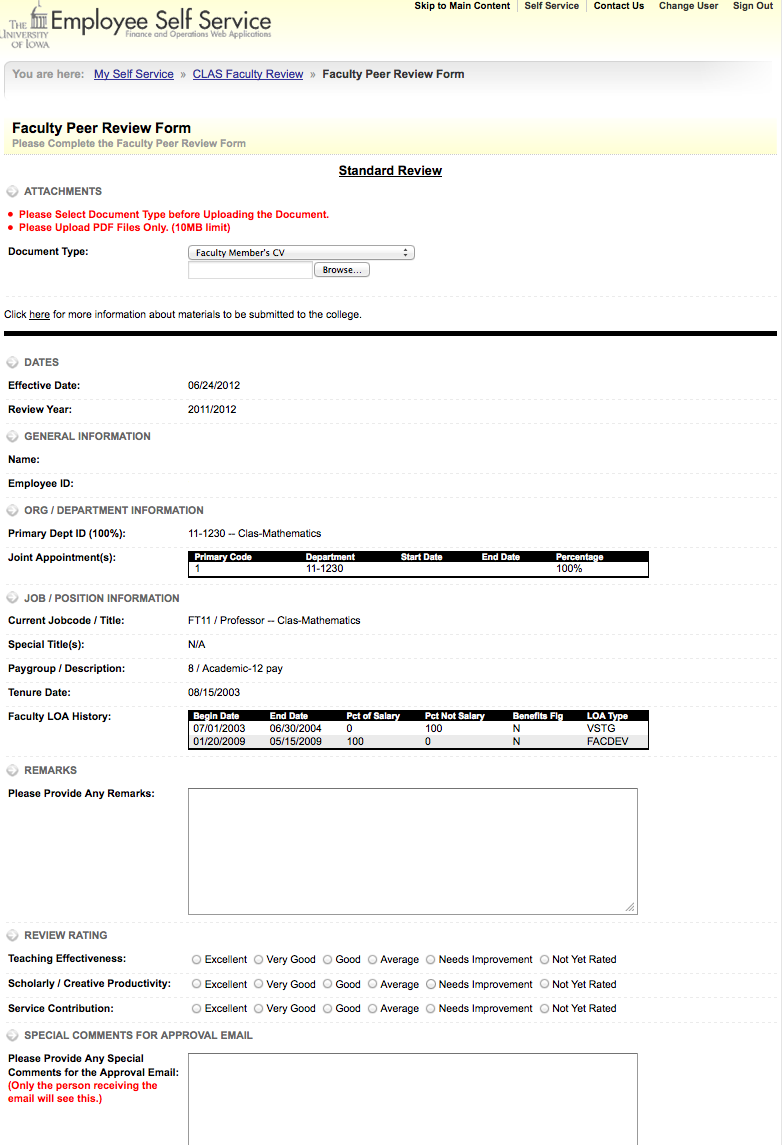 Skip to Main Content Self Service Contact Us Change User Sign Out
THE UNIVERSITY OF IOWA
Employee Self Service
Finance and Operations Web Applications
You are here: My Self Service » CLAS Faculty Review » Faculty Peer Review Form
Faculty Peer Review Form
Please Complete the Faculty Peer Review Form
Standard Review
ATTACHMENTS
• Please Select Document Type before Uploading the Document.
• Please Upload PDF Files Only. (10MB limit)
Document Type: Faculty Member's CV
Browse...
Click here for more information about materials to be submitted to the college.
DATES
Effective Date: 06/24/2012
Review Year: 2011/2012
GENERAL INFORMATION
Name:
Employee ID:
ORG / DEPARTMENT INFORMATION
Primary Dept ID (100%): 11-1230 -- Clas-Mathematics
Joint Appointment(s): Primary Code Department Start Date End Date Percentage
1 11-1230 100%
JOB / POSITION INFORMATION
Current Jobcode / Title: FT11 / Professor -- Clas-Mathematics
Special Title(s): N/A
Paygroup / Description: 8 / Academic-12 pay
Tenure Date: 08/15/2003
Faculty LOA History: Begin Date End Date Pct of Salary Pct Not Salary Benefits Flg LOA Type
07/01/2003 06/30/2004 0 100 N VSTG
01/20/2009 05/15/2009 100 0 N FACDEV
REMARKS
Please Provide Any Remarks:
REVIEW RATING
Teaching Effectiveness: Excellent Very Good Good Average Needs Improvement Not Yet Rated
Scholarly / Creative Productivity: Excellent Very Good Good Average Needs Improvement Not Yet Rated
Service Contribution: Excellent Very Good Good Average Needs Improvement Not Yet Rated
SPECIAL COMMENTS FOR APPROVAL EMAIL
Please Provide Any Special
Comments for the Approval Email:
(Only the person receiving the
email will see this.)